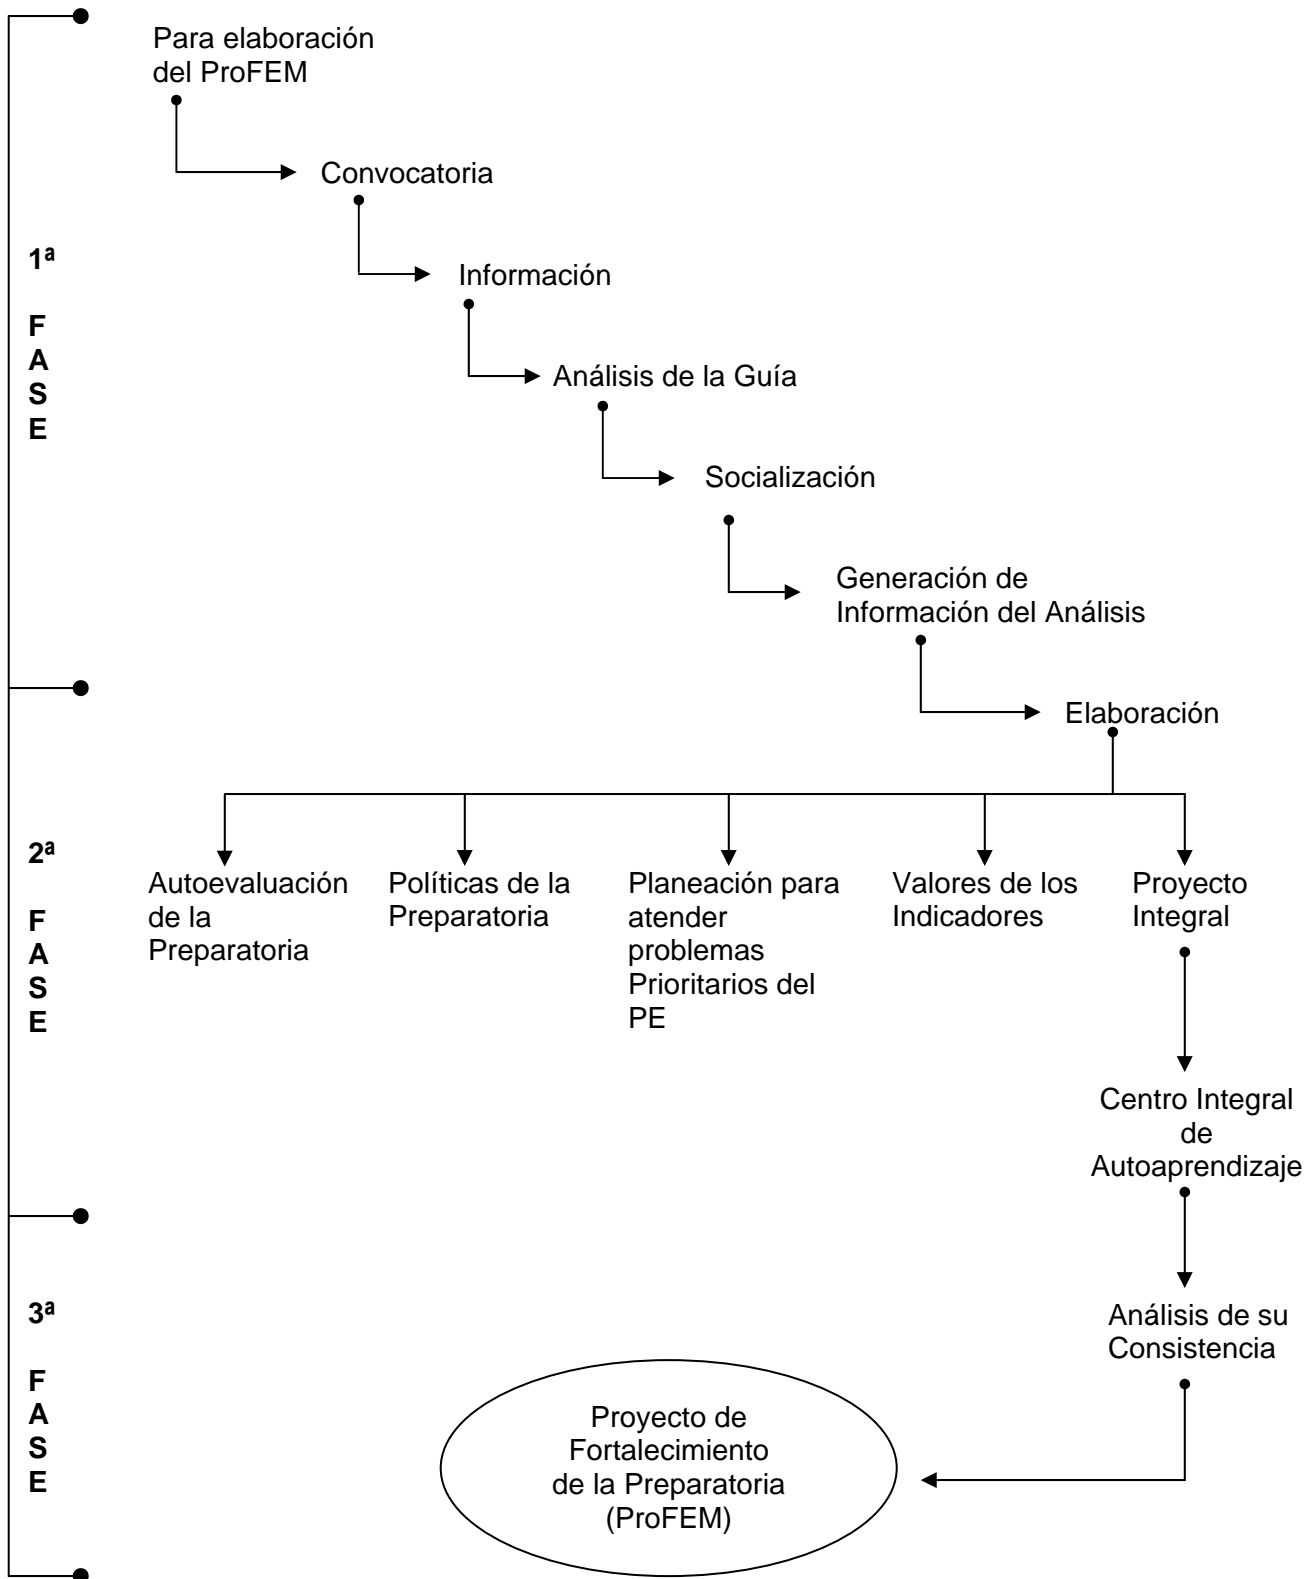 Para elaboración
del ProFEM
Convocatoria
Información
Análisis de la Guía
Socialización
Generación de
Información del Análisis
1ª
F
A
S
E
Elaboración
Autoevaluación
de la
Preparatoria
Políticas de la
Preparatoria
Planeación para
atender
problemas
Prioritarios del
PE
Valores de los
Indicadores
Proyecto
Integral
2ª
F
A
S
E
Centro Integral
de
Autoaprendizaje
Análisis de su
Consistencia
3ª
F
A
S
E
Proyecto de
Fortalecimiento
de la Preparatoria
(ProFEM)